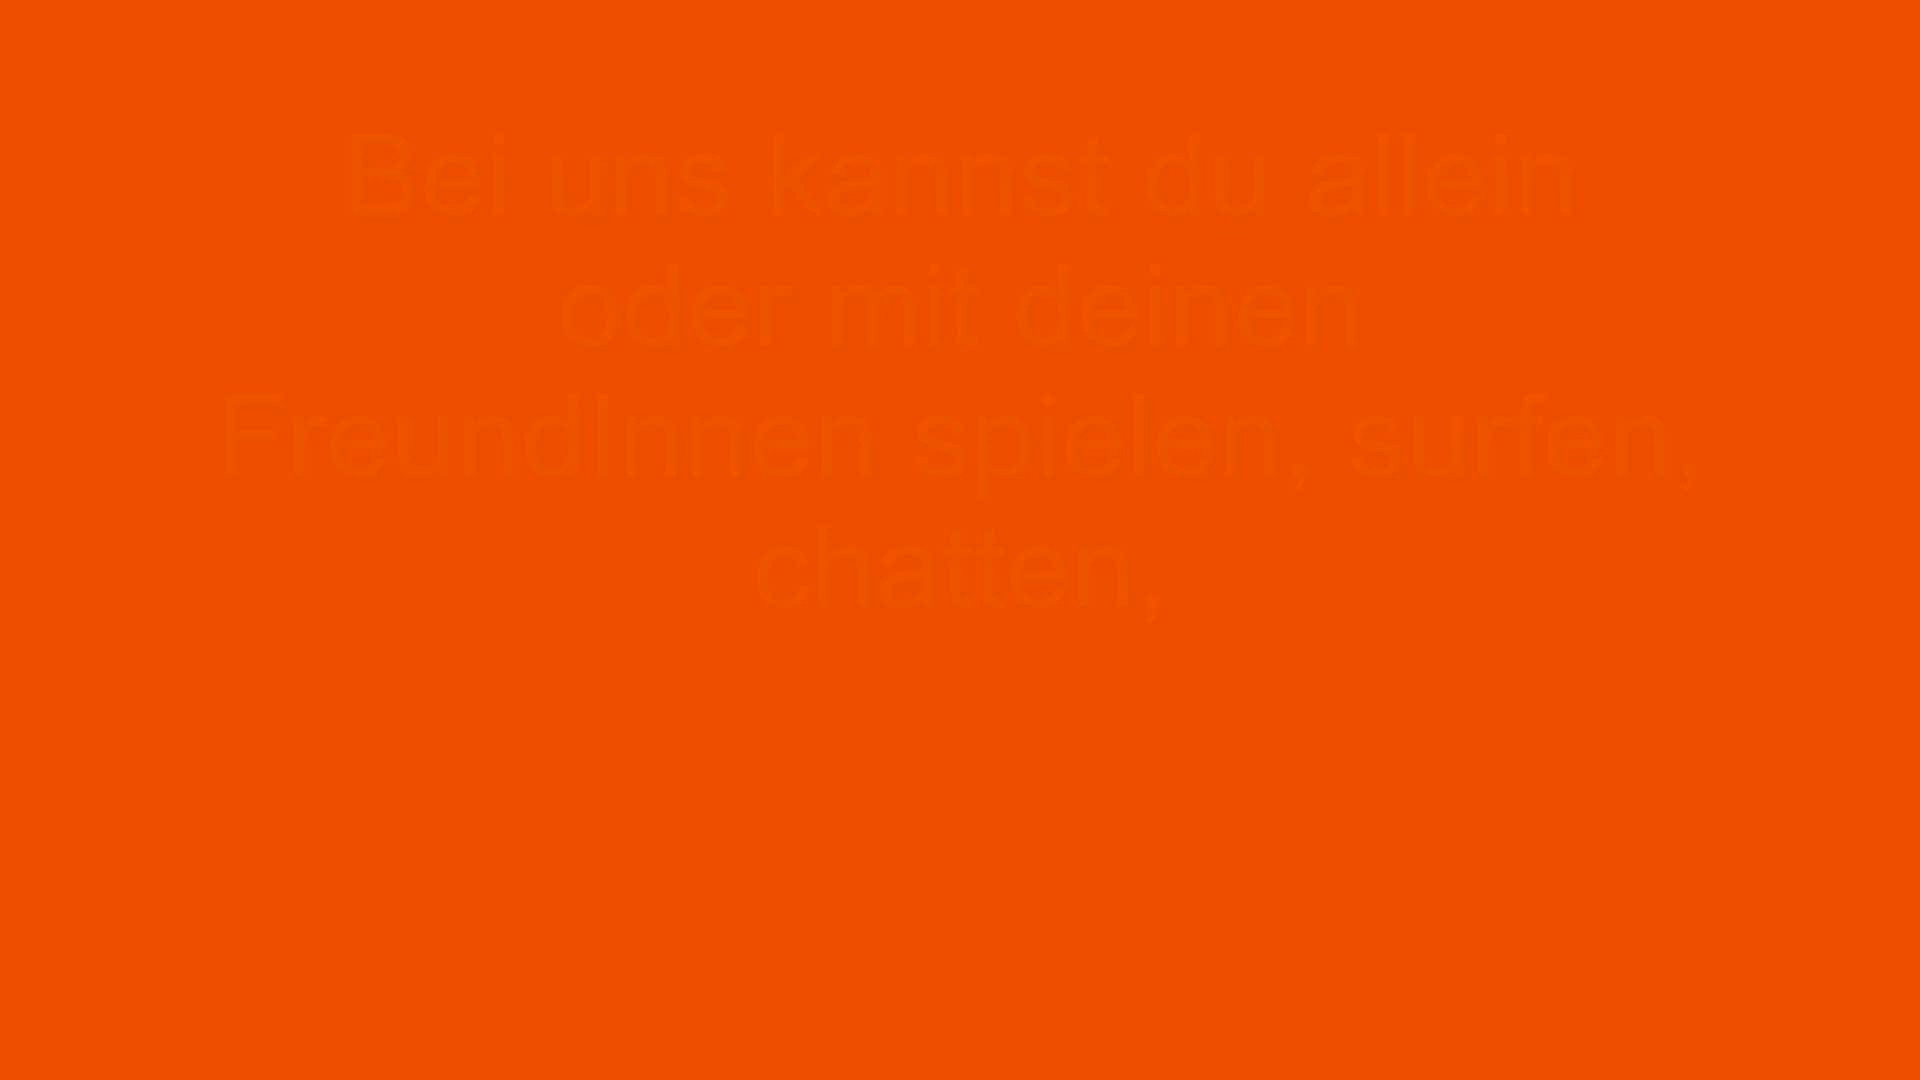 Bei uns kannst du allein
oder mit deinen
FreundInnen spielen, surfen,
chatten,